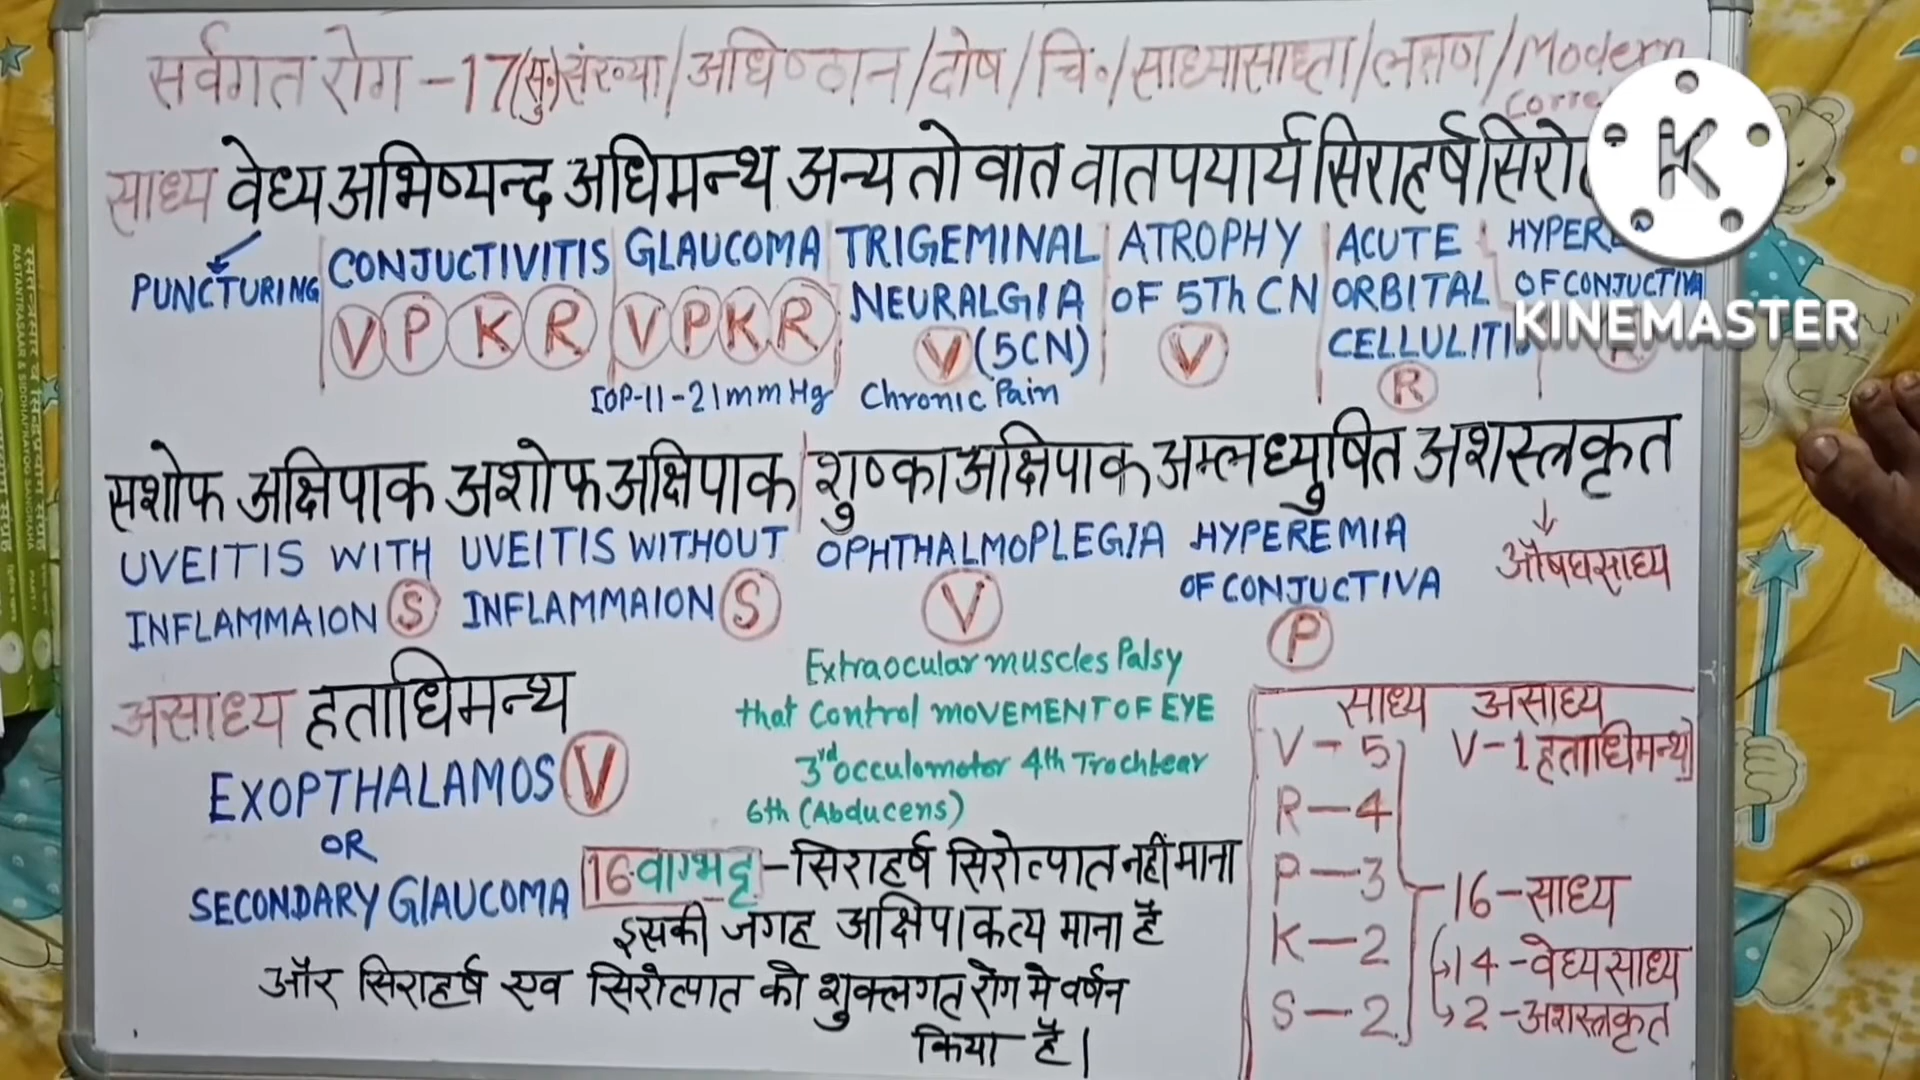 सर्वगत रोग - 17(सु०)संख्या/अधिष्ठान/दोष/चि०/साध्यासाध्ता/लक्षण/Modern
साध्य वेध्य अभिष्यन्द अधिमन्थ अन्यतोवात वातपयार्य सिराहर्ष
PUNCTURING CONJUCTIVITIS GLAUCOMA TRIGEMINAL ATROPHY ACUTE
NEURALGIA OF 5Th CN ORBITAL OF CONJUCTIVA
V P K R V P K R V (5CN) V CELLULITIS
IOP-11-21mmHg Chronic Pain R
K
KINEMASTER
सशोफ अक्षिपाक अशोफ अक्षिपाक शुष्काअक्षिपाक अम्लध्युषित अशस्त्रकृत
UVEITIS WITH UVEITIS WITHOUT OPHTHALMOPLEGIA HYPEREMIA औषधसाध्य
INFLAMMAION S INFLAMMAION S V OF CONJUCTIVA
P
Extraocular muscles Palsy
that Control MOVEMENT OF EYE
3rd occulomotor 4th Trochlear
6th (Abducens)
असाध्य हताधिमन्थ
EXOPTHALAMOS V
OR
SECONDARY GlAUCOMA
16-वाग्भट्ट - सिराहर्ष सिरोत्पात नहीं माना
इसकी जगह अक्षिपाकत्य माना है
और सिराहर्ष एव सिरोत्पात को शुक्लगत रोग मे वर्षन
किया है |
साध्य असाध्य
V - 5 V-1 हताधिमन्थ
R - 4
P - 3 16-साध्य
K - 2 14-वेध्यसाध्य
S - 2 2-अशस्त्रकृत